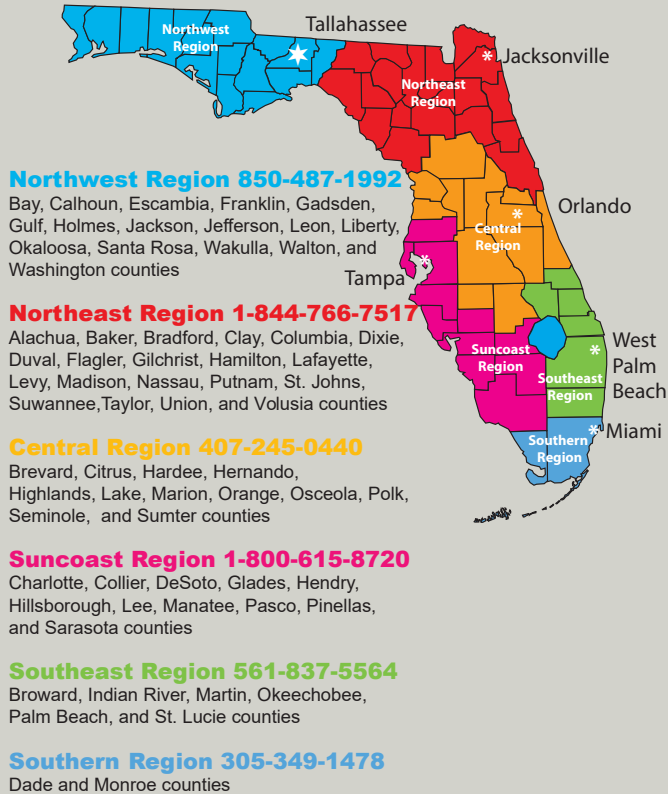 Tallahassee
Northwest
Region
Jacksonville
Northeast
Region
Orlando
Central
Region
Tampa
Suncoast
Region
West
Palm
Beach
Southeast
Region
Miami
Southern
Region
Northwest Region 850-487-1992
Bay, Calhoun, Escambia, Franklin, Gadsden,
Gulf, Holmes, Jackson, Jefferson, Leon, Liberty,
Okaloosa, Santa Rosa, Wakulla, Walton, and
Washington counties
Northeast Region 1-844-766-7517
Alachua, Baker, Bradford, Clay, Columbia, Dixie,
Duval, Flagler, Gilchrist, Hamilton, Lafayette,
Levy, Madison, Nassau, Putnam, St. Johns,
Suwannee,Taylor, Union, and Volusia counties
Central Region 407-245-0440
Brevard, Citrus, Hardee, Hernando,
Highlands, Lake, Marion, Orange, Osceola, Polk,
Seminole, and Sumter counties
Suncoast Region 1-800-615-8720
Charlotte, Collier, DeSoto, Glades, Hendry,
Hillsborough, Lee, Manatee, Pasco, Pinellas,
and Sarasota counties
Southeast Region 561-837-5564
Broward, Indian River, Martin, Okeechobee,
Palm Beach, and St. Lucie counties
Southern Region 305-349-1478
Dade and Monroe counties